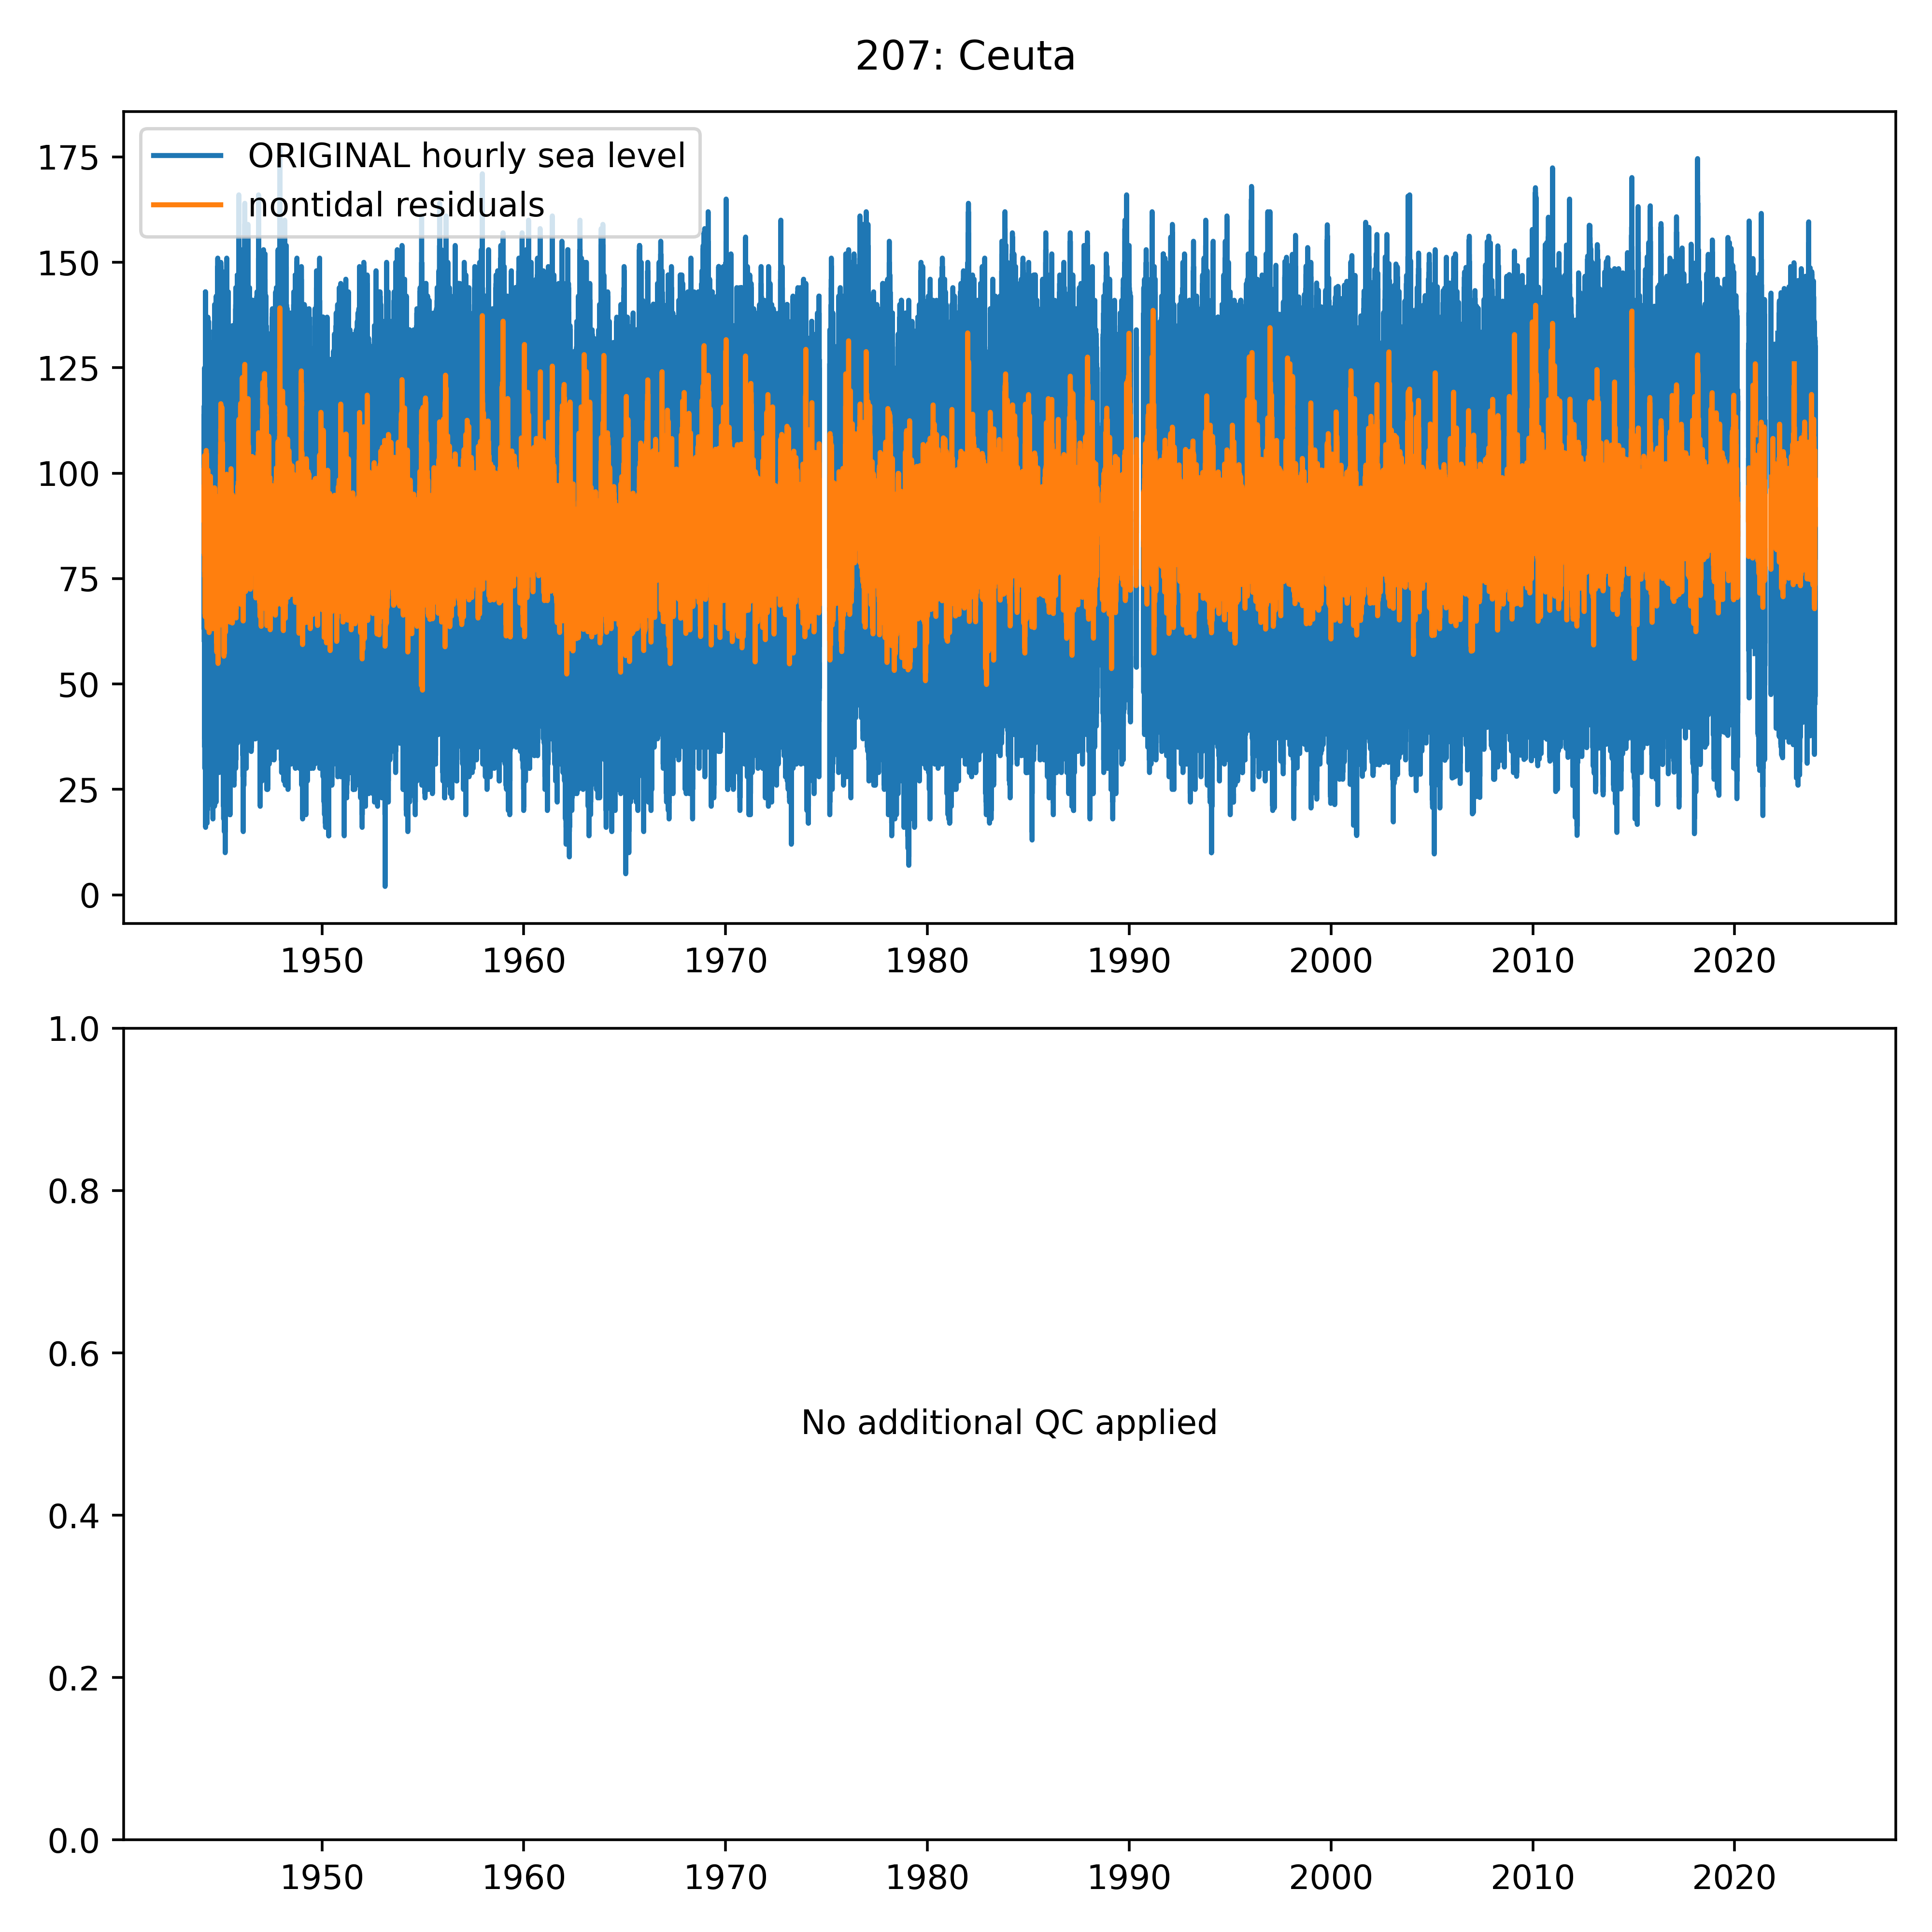 207: Ceuta
ORIGINAL hourly sea level
nontidal residuals
175
150
125
100
75
50
25
0
1950 1960 1970 1980 1990 2000 2010 2020
1.0
0.8
0.6
No additional QC applied
0.4
0.2
0.0
1950 1960 1970 1980 1990 2000 2010 2020